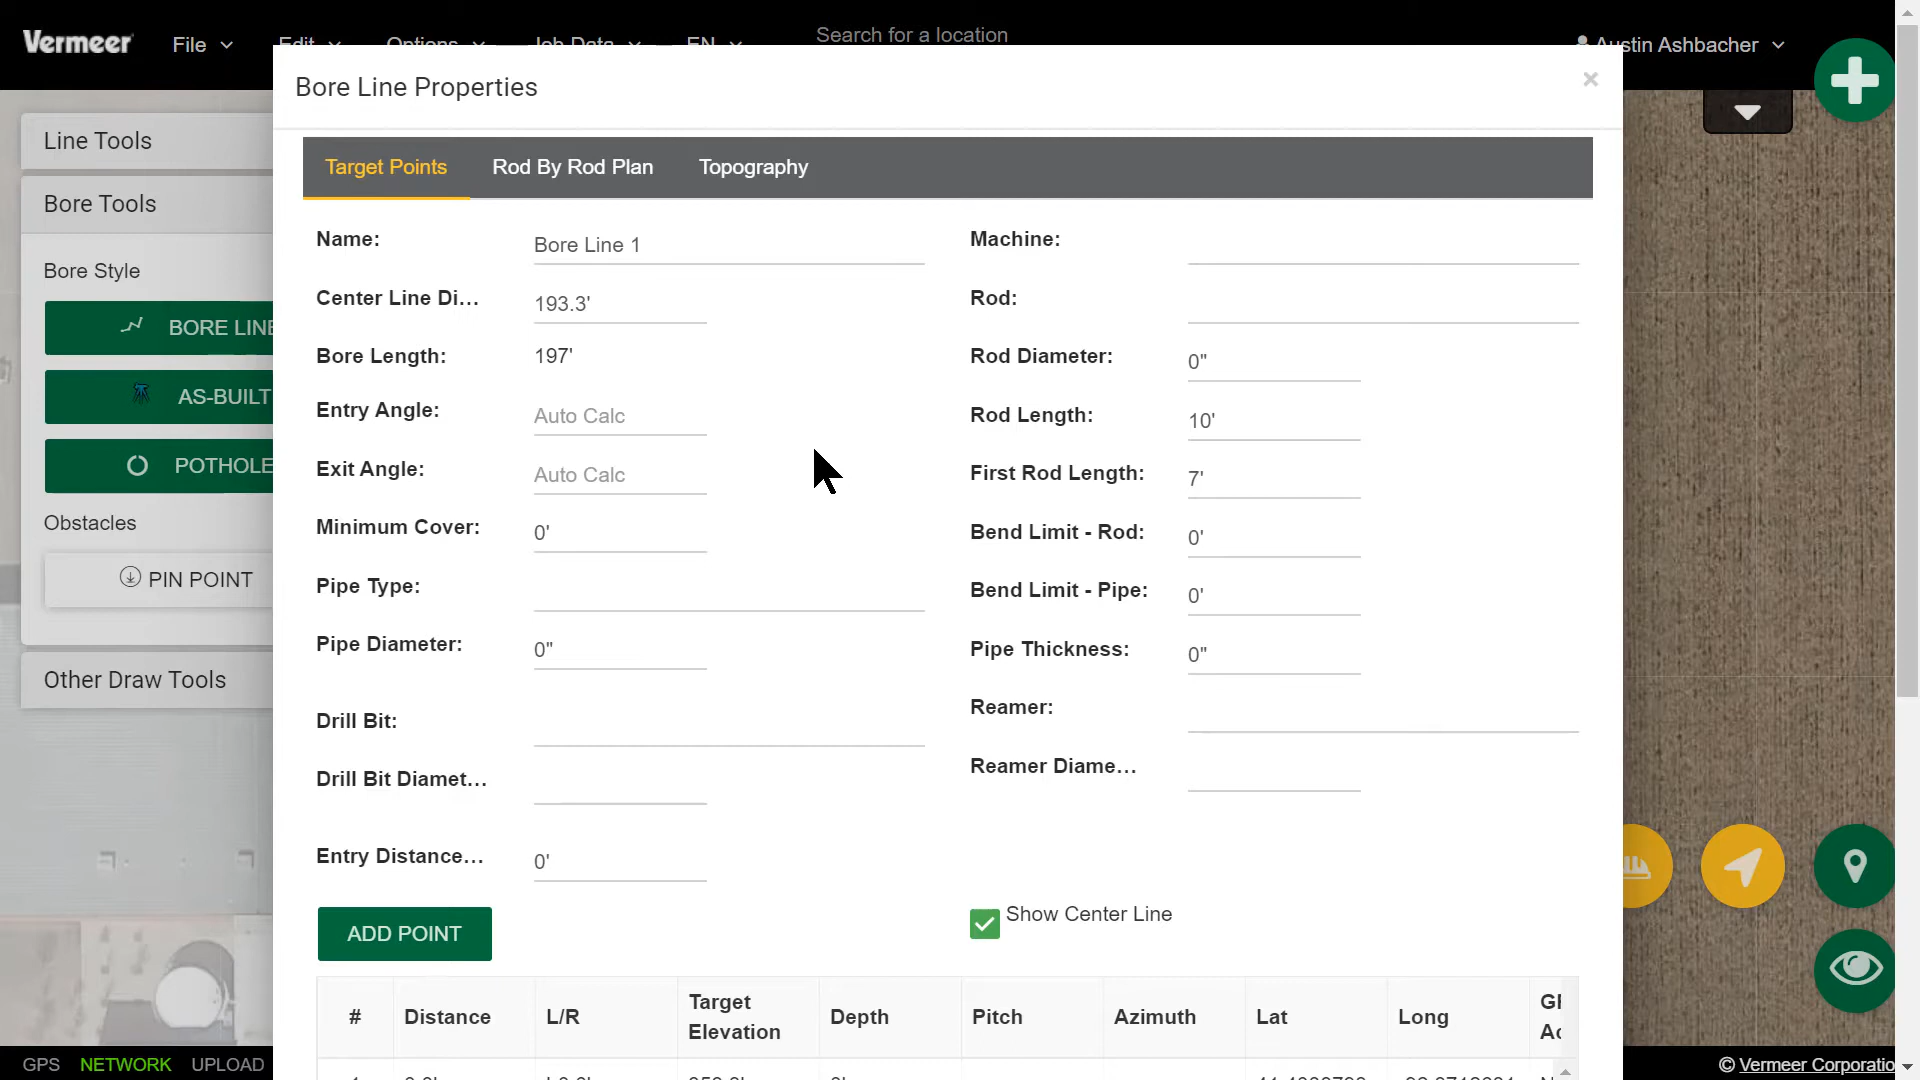 Vermeer
File
Edit
Options
Job Data
EN
Search for a location
Austin Ashbacher
Bore Line Properties
×
Line Tools
Bore Tools
Bore Style
BORE LINE
AS-BUILT
POTHOLE
Obstacles
PIN POINT
Other Draw Tools
Target Points
Rod By Rod Plan
Topography
Name:
Bore Line 1
Center Line Di...
193.3'
Bore Length:
197'
Entry Angle:
Auto Calc
Exit Angle:
Auto Calc
Minimum Cover:
0'
Pipe Type:
Pipe Diameter:
0"
Drill Bit:
Drill Bit Diamet...
Entry Distance...
0'
Machine:
Rod:
Rod Diameter:
0"
Rod Length:
10'
First Rod Length:
7'
Bend Limit - Rod:
0'
Bend Limit - Pipe:
0'
Pipe Thickness:
0"
Reamer:
Reamer Diame...
ADD POINT
Show Center Line
#
Distance
L/R
Target
Elevation
Depth
Pitch
Azimuth
Lat
Long
GPS NETWORK UPLOAD
© Vermeer Corporatio